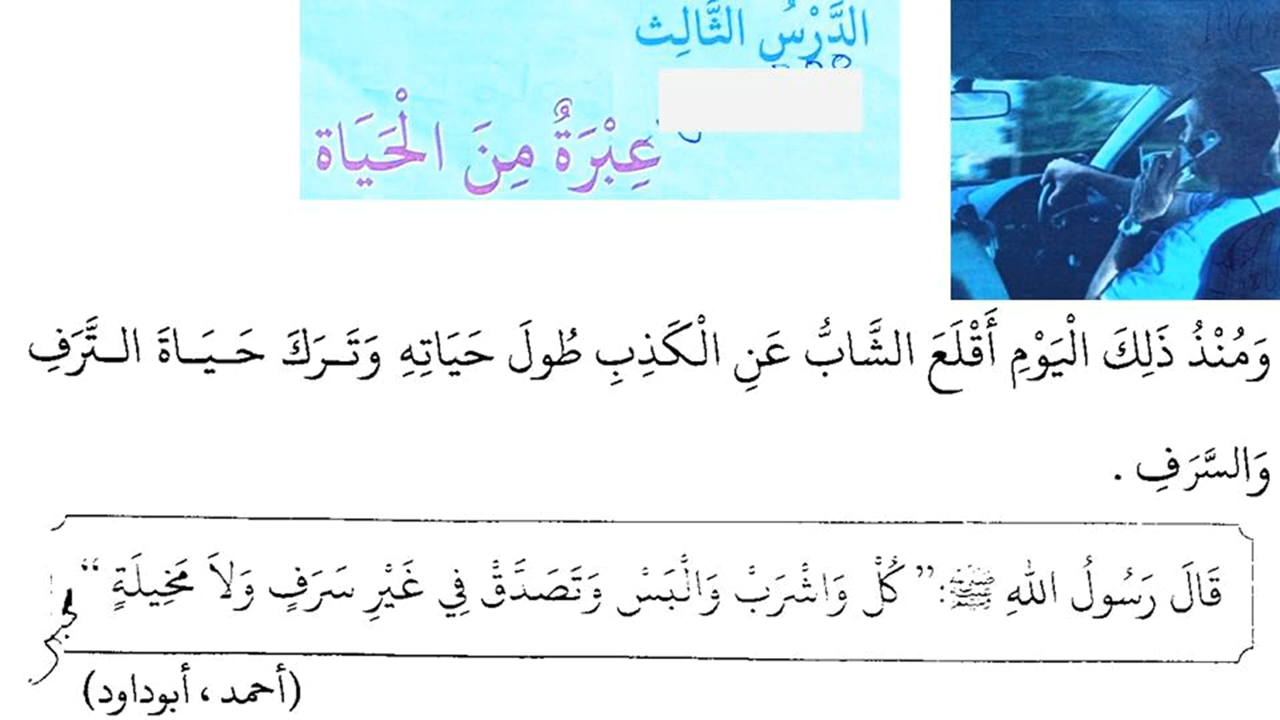 الدَّرْسُ الثَّالِث
عِبْرَةٌ مِنَ الْحَيَاة
وَمُنْذُ ذَلِكَ الْيَوْمِ أَقْلَعَ الشَّابُّ عَنِ الْكَذِبِ طُولَ حَيَاتِهِ وَتَـرَكَ حَـيَـاةَ الـتَّرَفِ
وَالسَّرَفِ .
قَالَ رَسُولُ اللهِ ﷺ: ” كُلْ وَاشْرَبْ وَالْبَسْ وَتَصَدَّقْ فِي غَيْرِ سَرَفٍ وَلاَ مَخِيلَةٍ “
(أحمد ، أبوداود)